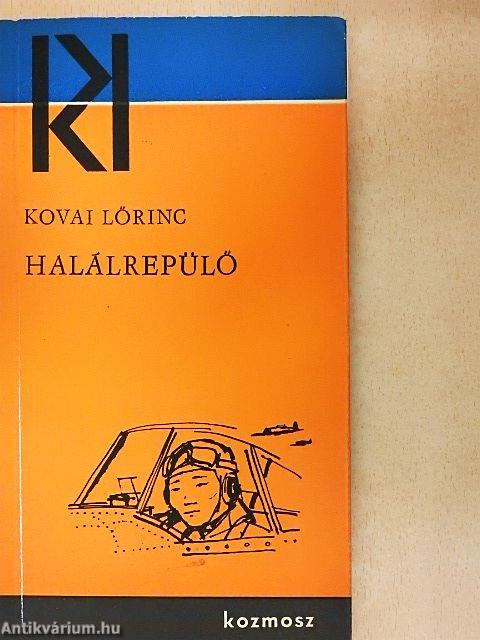 KOVAI LŐRINC
HALÁLREPÜLŐ
kozmosz
Antikvárium.hu